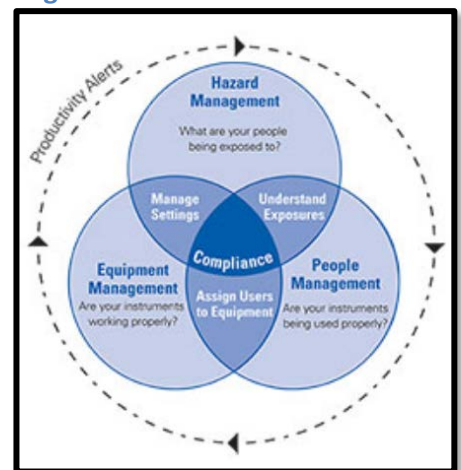 Productivity Alerts
Hazard
Management
What are your people
being exposed to?
Manage
Settings
Understand
Exposures
Compliance
Equipment
Management
Are your instruments
working properly?
Assign Users
to Equipment
People
Management
Are your instruments
being used properly?